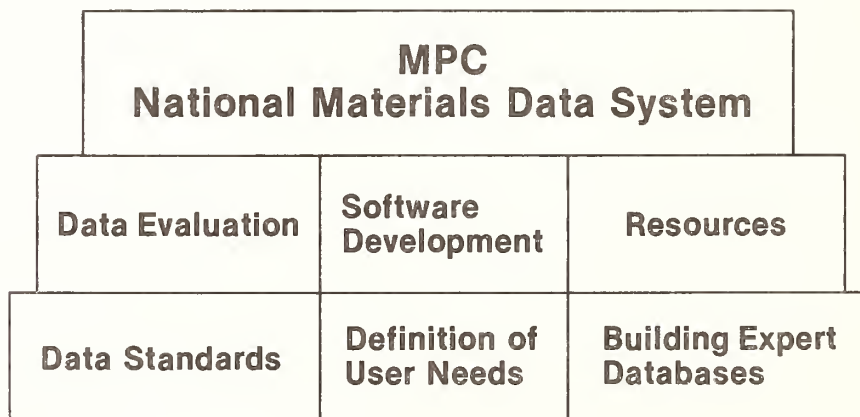 MPC
National Materials Data System
Data Evaluation
Software
Development
Resources
Data Standards
Definition of
User Needs
Building Expert
Databases